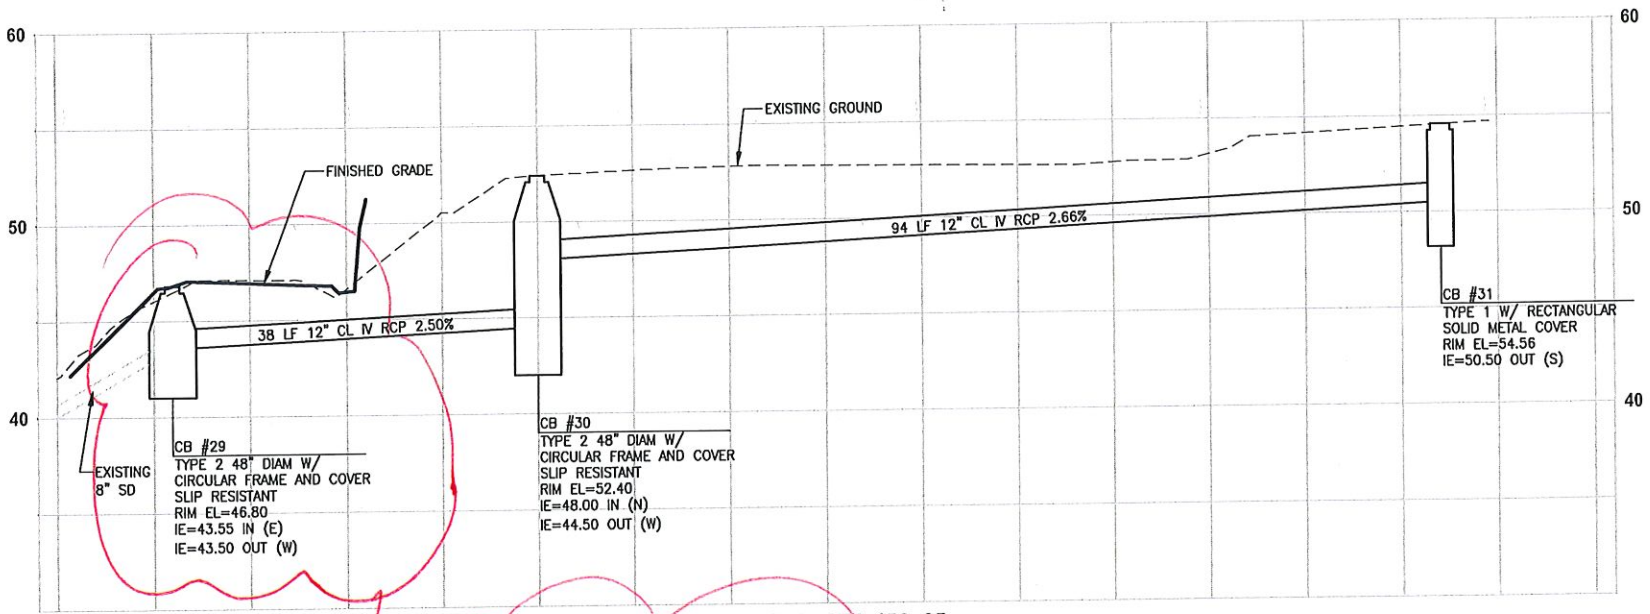 60
60
EXISTING GROUND
FINISHED GRADE
50
50
94 LF 12" CL IV RCP 2.66%
38 LF 12" CL IV RCP 2.50%
CB #31
TYPE 1 W/ RECTANGULAR
SOLID METAL COVER
RIM EL=54.56
IE=50.50 OUT (S)
40
40
EXISTING
8" SD
CB #29
TYPE 2 48" DIAM W/
CIRCULAR FRAME AND COVER
SLIP RESISTANT
RIM EL=46.80
IE=43.55 IN (E)
IE=43.50 OUT (W)
CB #30
TYPE 2 48" DIAM W/
CIRCULAR FRAME AND COVER
SLIP RESISTANT
RIM EL=52.40
IE=48.00 IN (N)
IE=44.50 OUT (W)